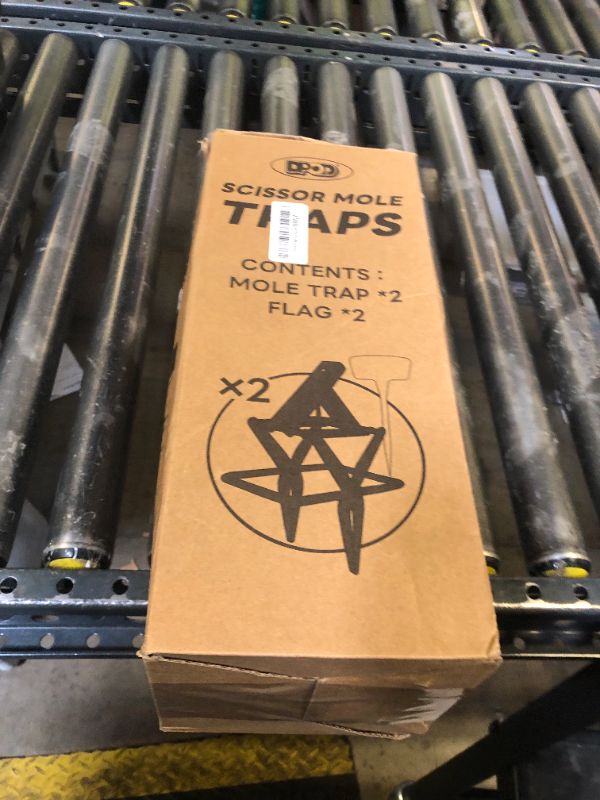 SCISSOR MOLE
TRAPS
CONTENTS :
MOLE TRAP *2
FLAG *2
×2